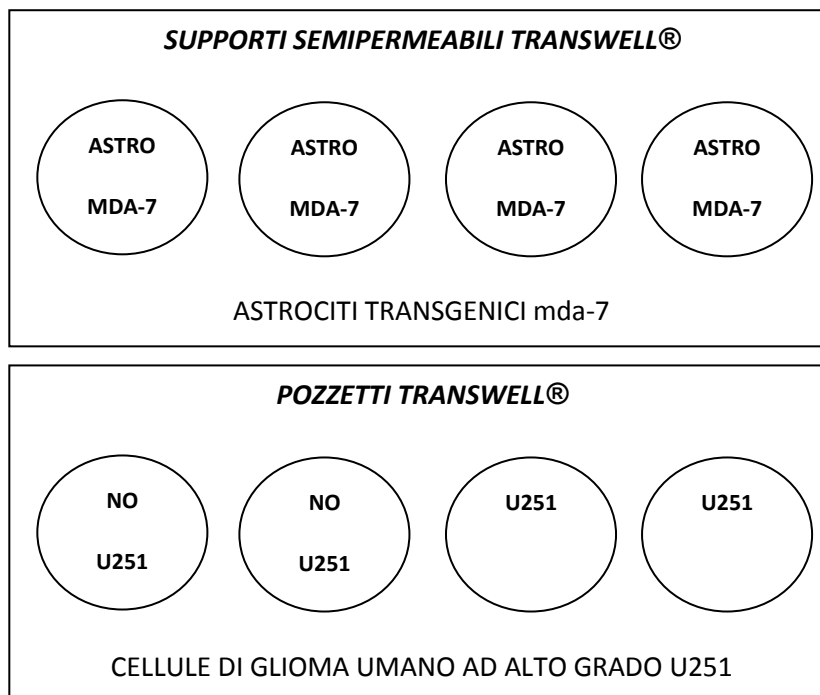 SUPPORTI SEMIPERMEABILI TRANSWELL®
ASTRO ASTRO ASTRO ASTRO
MDA-7 MDA-7 MDA-7 MDA-7
ASTROCITI TRANSGENICI mda-7
POZZETTI TRANSWELL®
NO NO U251 U251
U251 U251
CELLULE DI GLIOMA UMANO AD ALTO GRADO U251